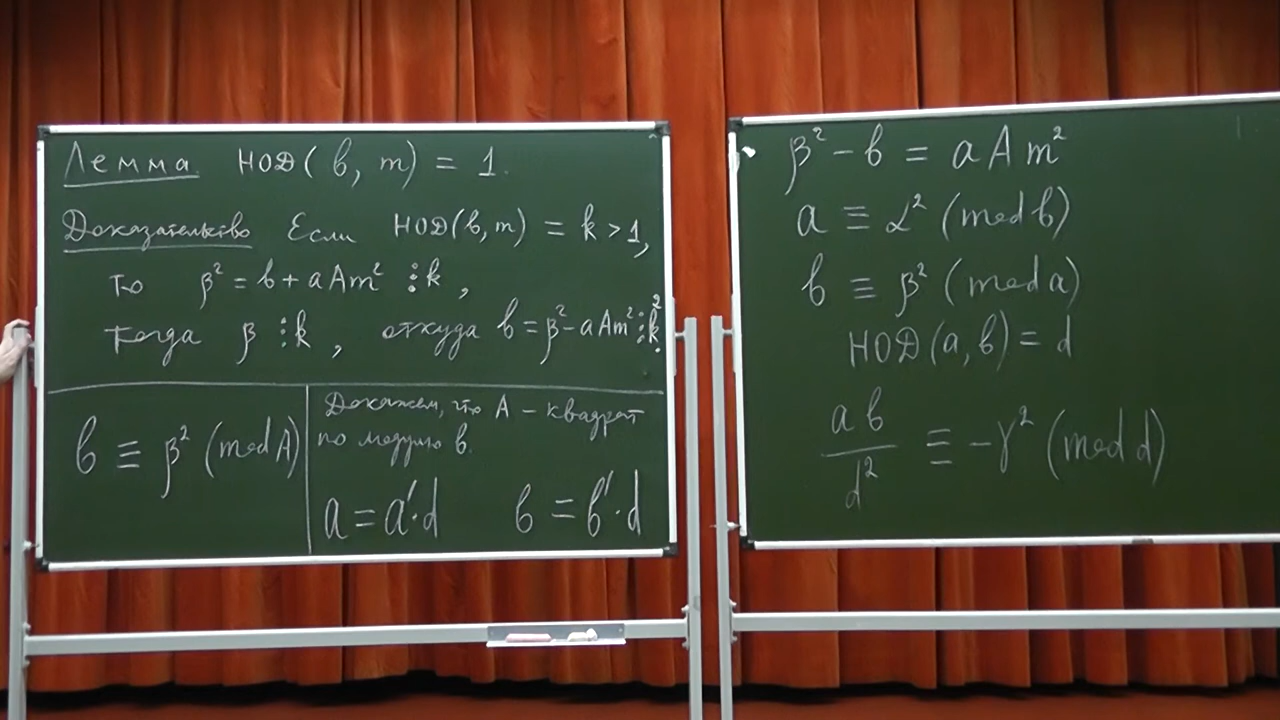 Лемма. НОД(b, m) = 1.
Доказательство Если НОД(b, m) = k > 1,
то β² = b + aAm² ⋮ k ,
тогда β ⋮ k , откуда b = β² − aAm² ⋮ k².
b ≡ β² (mod A)
Докажем, что A – квадрат
по модулю b.
a = a′·d b = b′·d
β² − b = aAm²
a ≡ α² (mod b)
b ≡ β² (mod a)
НОД(a, b) = d
ab/d² ≡ −γ² (mod d)